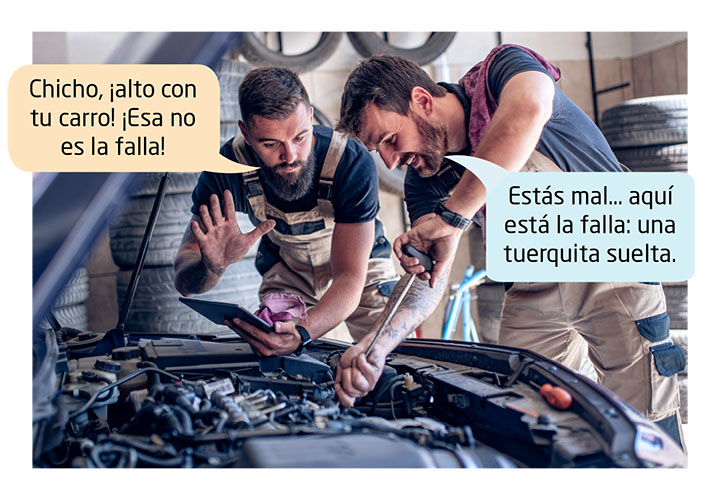 Chicho, ¡alto con
tu carro! ¡Esa no
es la falla!
Estás mal... aquí
está la falla: una
tuerquita suelta.